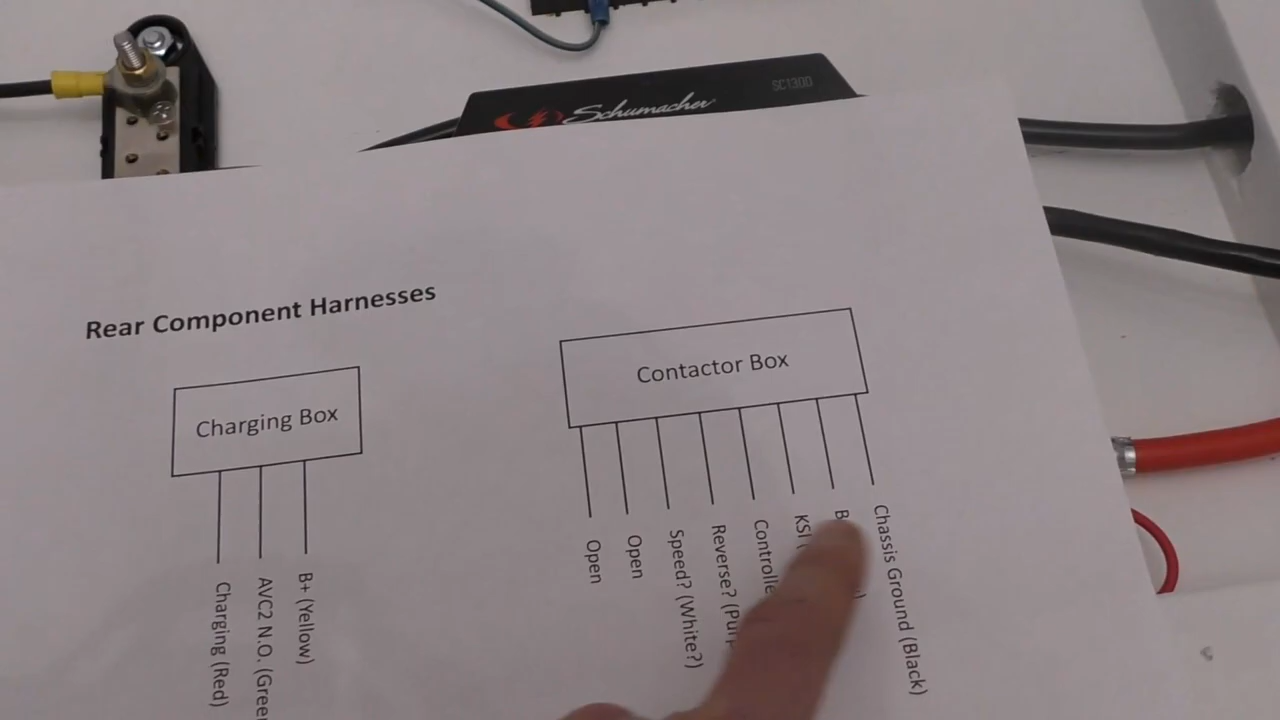 SC1300
Schumacher
Rear Component Harnesses
Charging Box
Contactor Box
Charging (Red)
AVC2 N.O.
B+ (Yellow)
Open
Open
Speed? (White?)
Reverse?
KSI
Chassis Ground (Black)